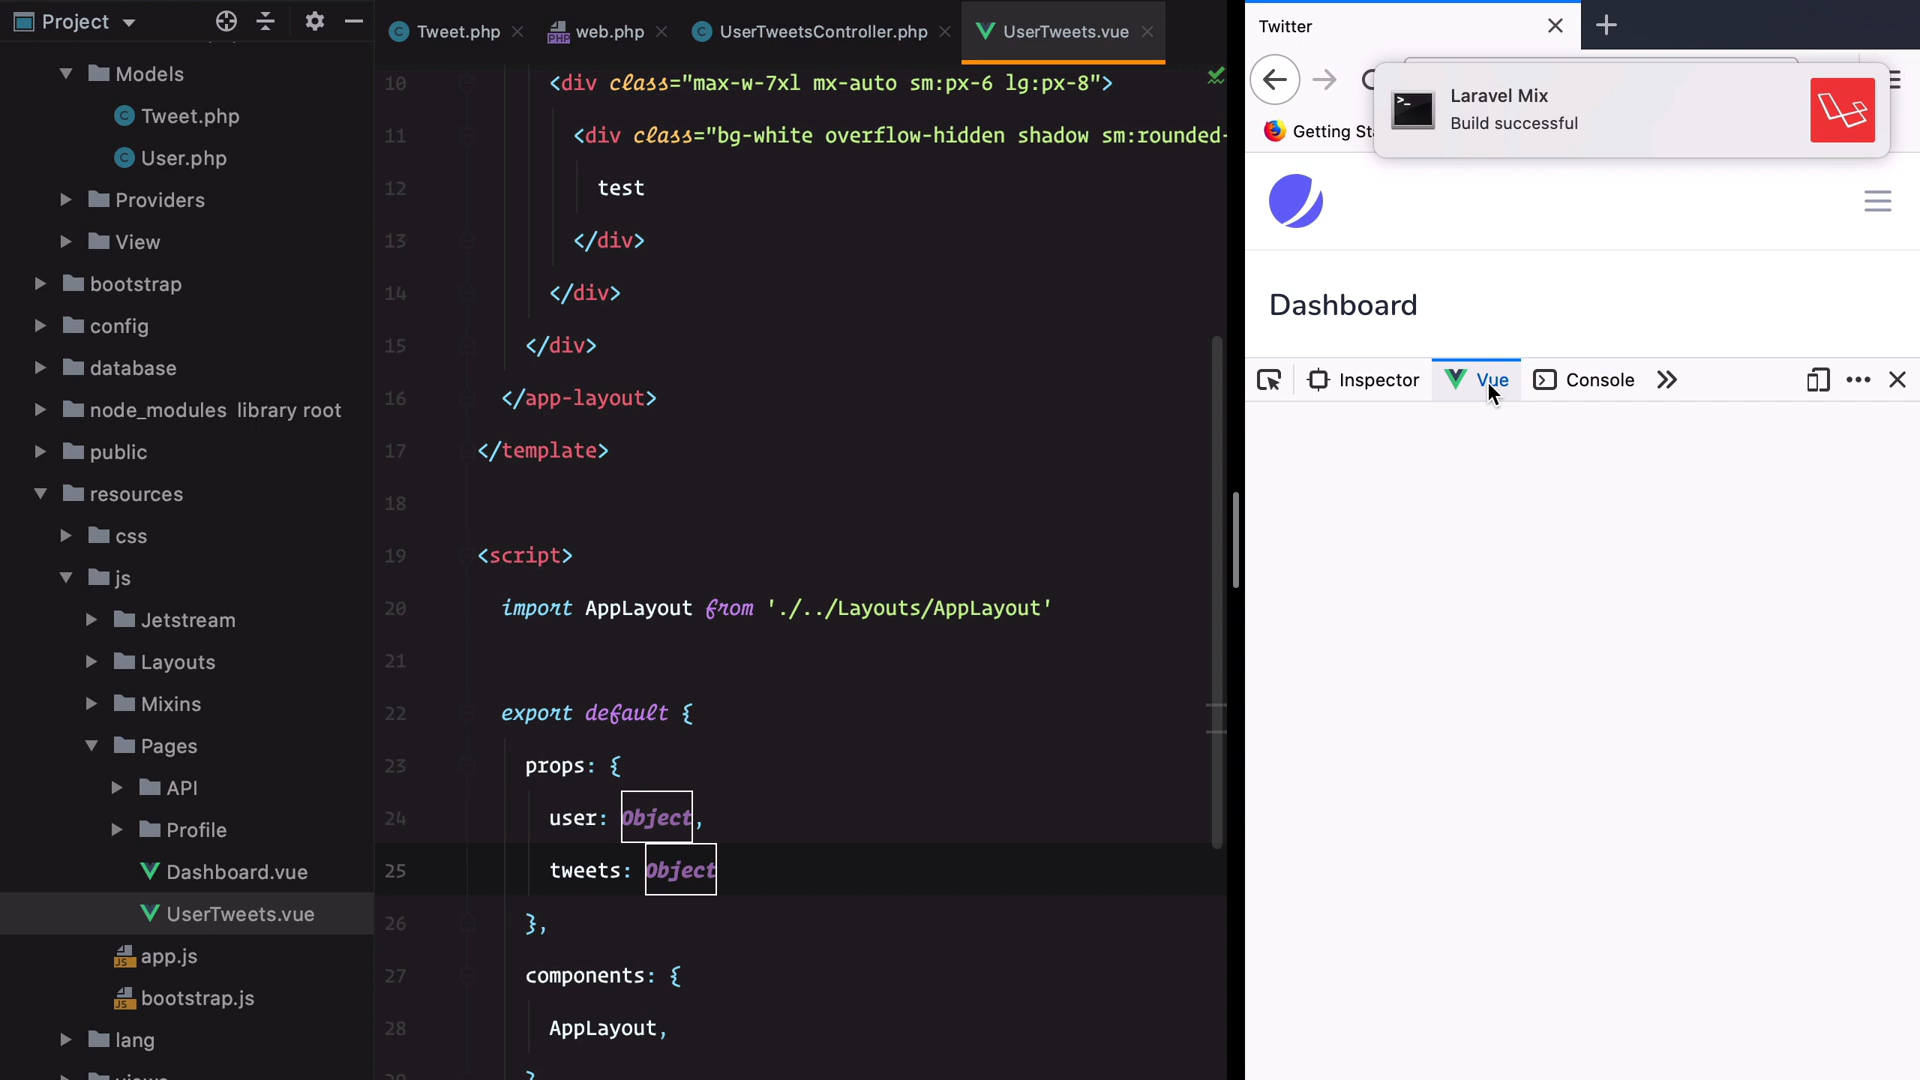 Project
Models
Tweet.php
User.php
Providers
View
bootstrap
config
database
node_modules library root
public
resources
css
js
Jetstream
Layouts
Mixins
Pages
API
Profile
Dashboard.vue
UserTweets.vue
app.js
bootstrap.js
lang
views
Tweet.php
web.php
UserTweetsController.php
UserTweets.vue
10 <div class="max-w-7xl mx-auto sm:px-6 lg:px-8">
11 <div class="bg-white overflow-hidden shadow sm:rounded-
12 test
13 </div>
14 </div>
15 </div>
16 </app-layout>
17 </template>
18
19 <script>
20 import AppLayout from './../Layouts/AppLayout'
21
22 export default {
23 props: {
24 user: Object,
25 tweets: Object
26 },
27 components: {
28 AppLayout,
29 }
Twitter
Getting St
Laravel Mix
Build successful
Dashboard
Inspector
Vue
Console